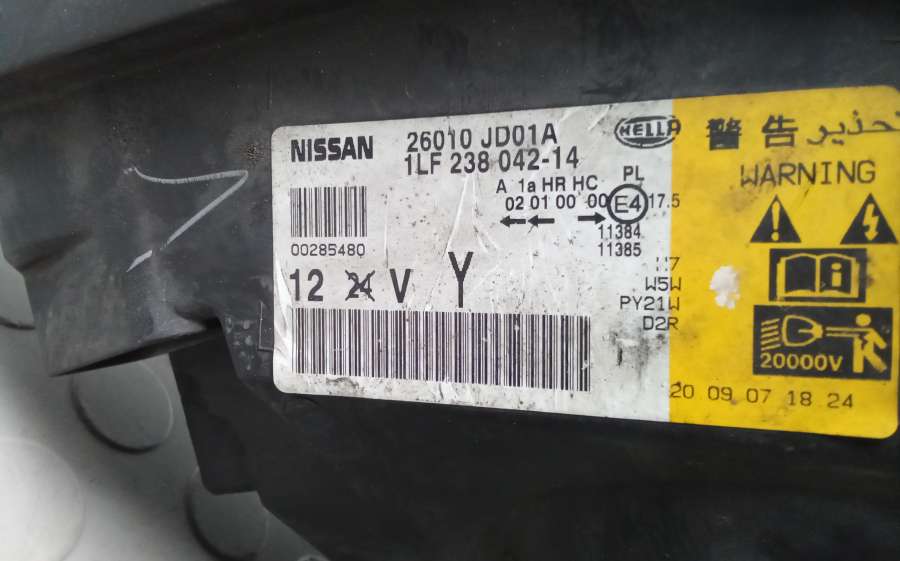 NISSAN
26010 JD01A
1LF 238 042-14
A 1a HR HC
02 01 00 00
PL
E4 17.5
11384
11385
00285480
12 24 V Y
H7
W5W
PY21W
D2R
HELLA
警告 تحذير
WARNING
20000V
20 09 07 18 24